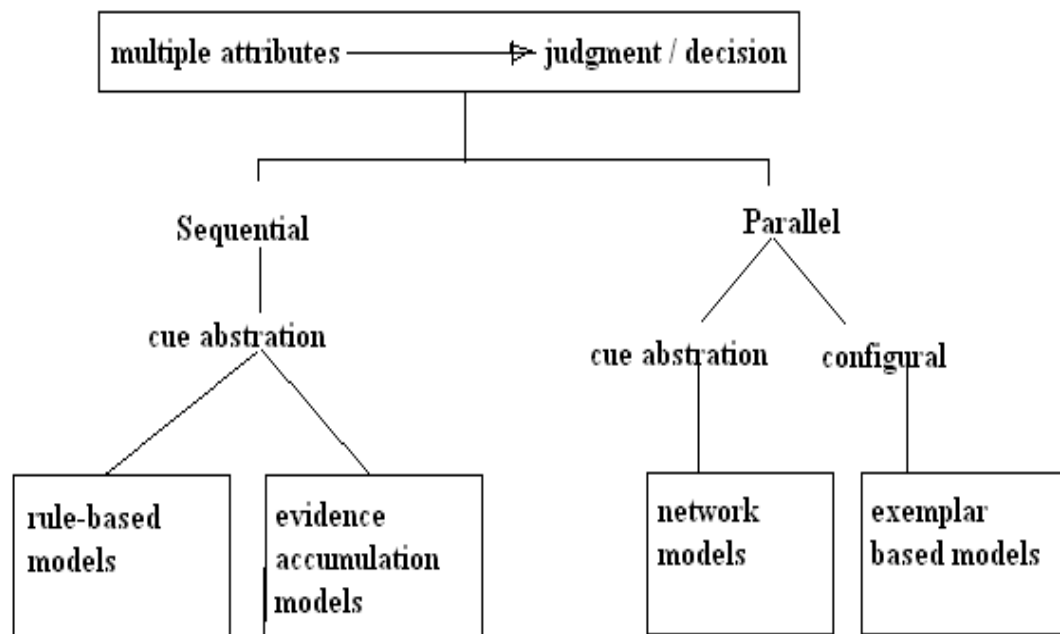 multiple attributes judgment / decision
Sequential
Parallel
cue abstration
cue abstration
configural
rule-based
models
evidence
accumulation
models
network
models
exemplar
based models